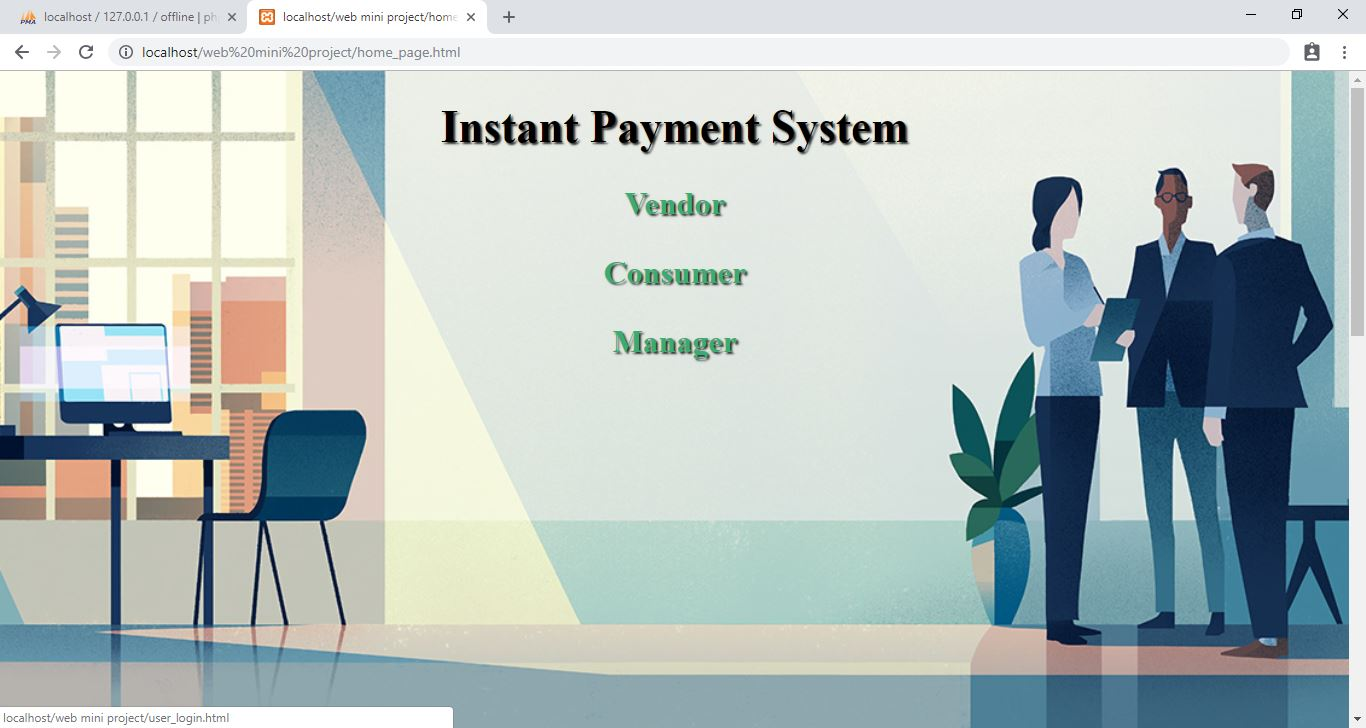 PMA localhost / 127.0.0.1 / offline | ph
localhost/web mini project/home
localhost/web%20mini%20project/home_page.html
Instant Payment System
Vendor
Consumer
Manager
localhost/web mini project/user_login.html